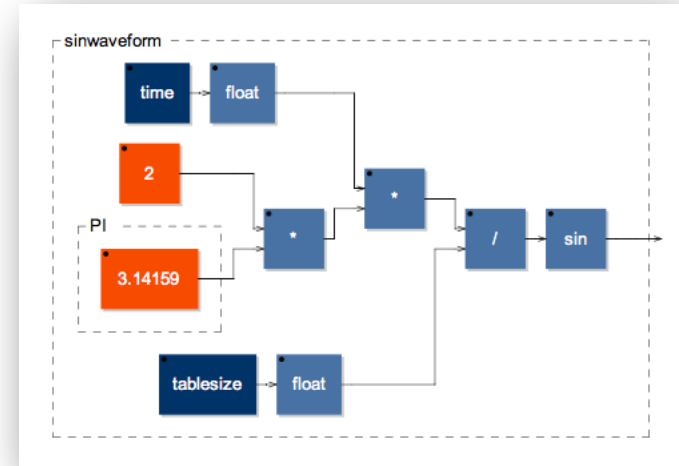 sinwaveform
time
float
2
*
PI
3.14159
*
/
sin
tablesize
float